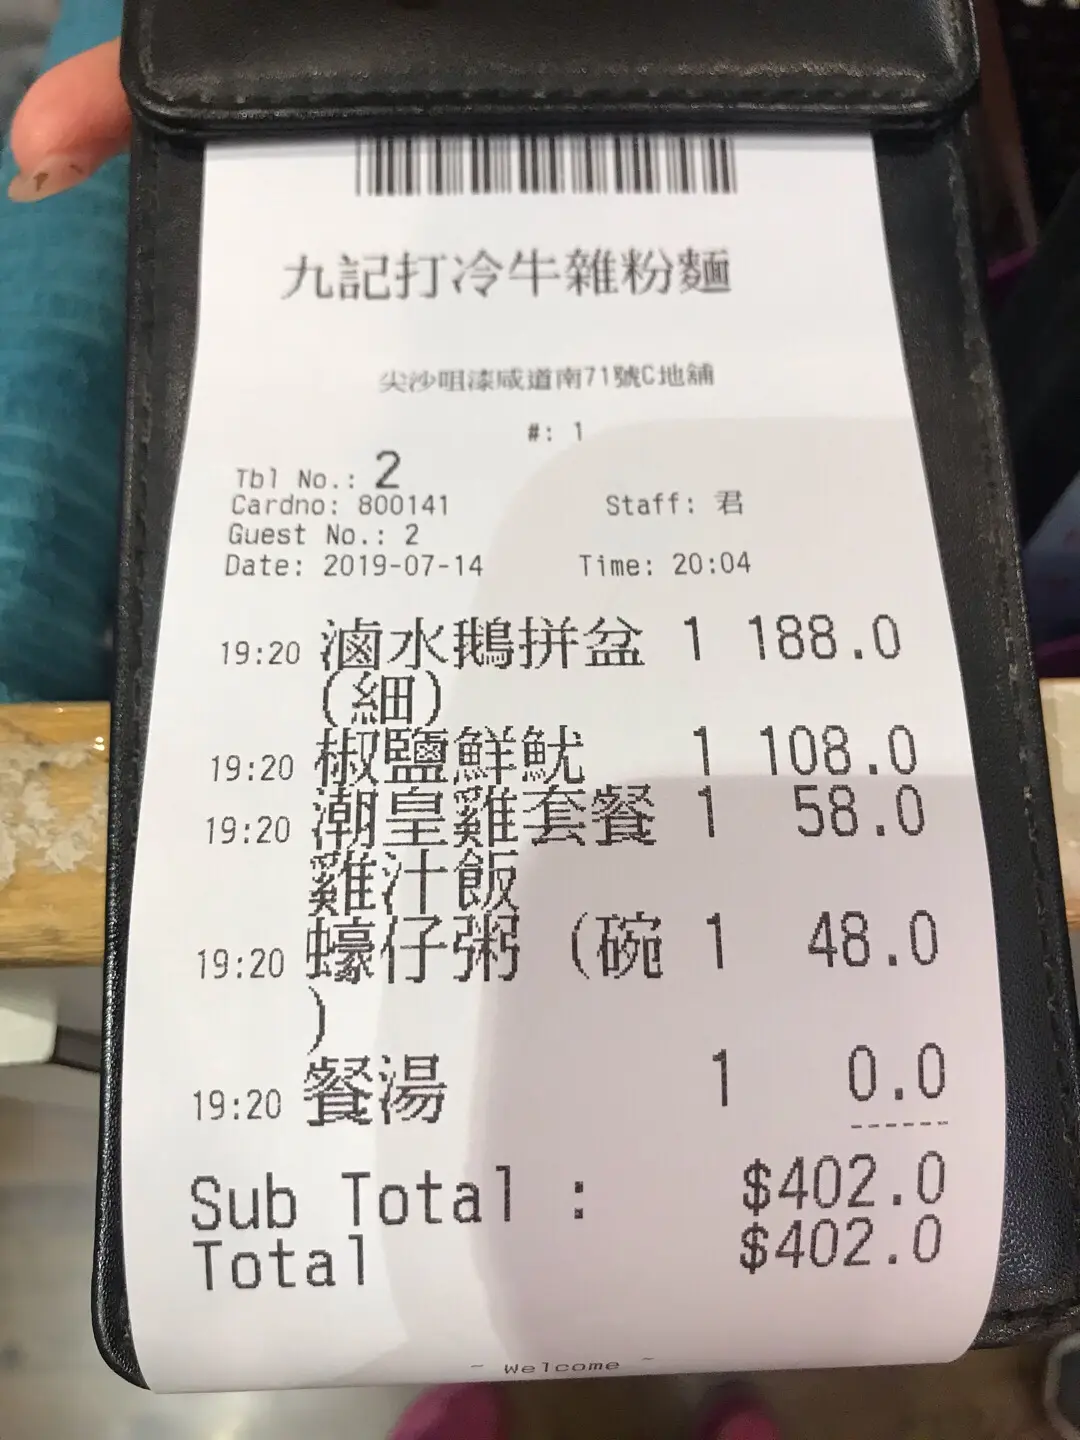 九記打冷牛雜粉麵
尖沙咀漆咸道南71號C地舖
#: 1
Tbl No.: 2
Cardno: 800141 Staff: 君
Guest No.: 2
Date: 2019-07-14 Time: 20:04
19:20 滷水鵝拼盆 1 188.0
(細)
19:20 椒鹽鮮魷 1 108.0
19:20 潮皇雞套餐 1 58.0
雞汁飯
19:20 蠔仔粥 (碗 1 48.0
)
19:20 餐湯 1 0.0
------
Sub Total : $402.0
Total $402.0
~ Welcome ~